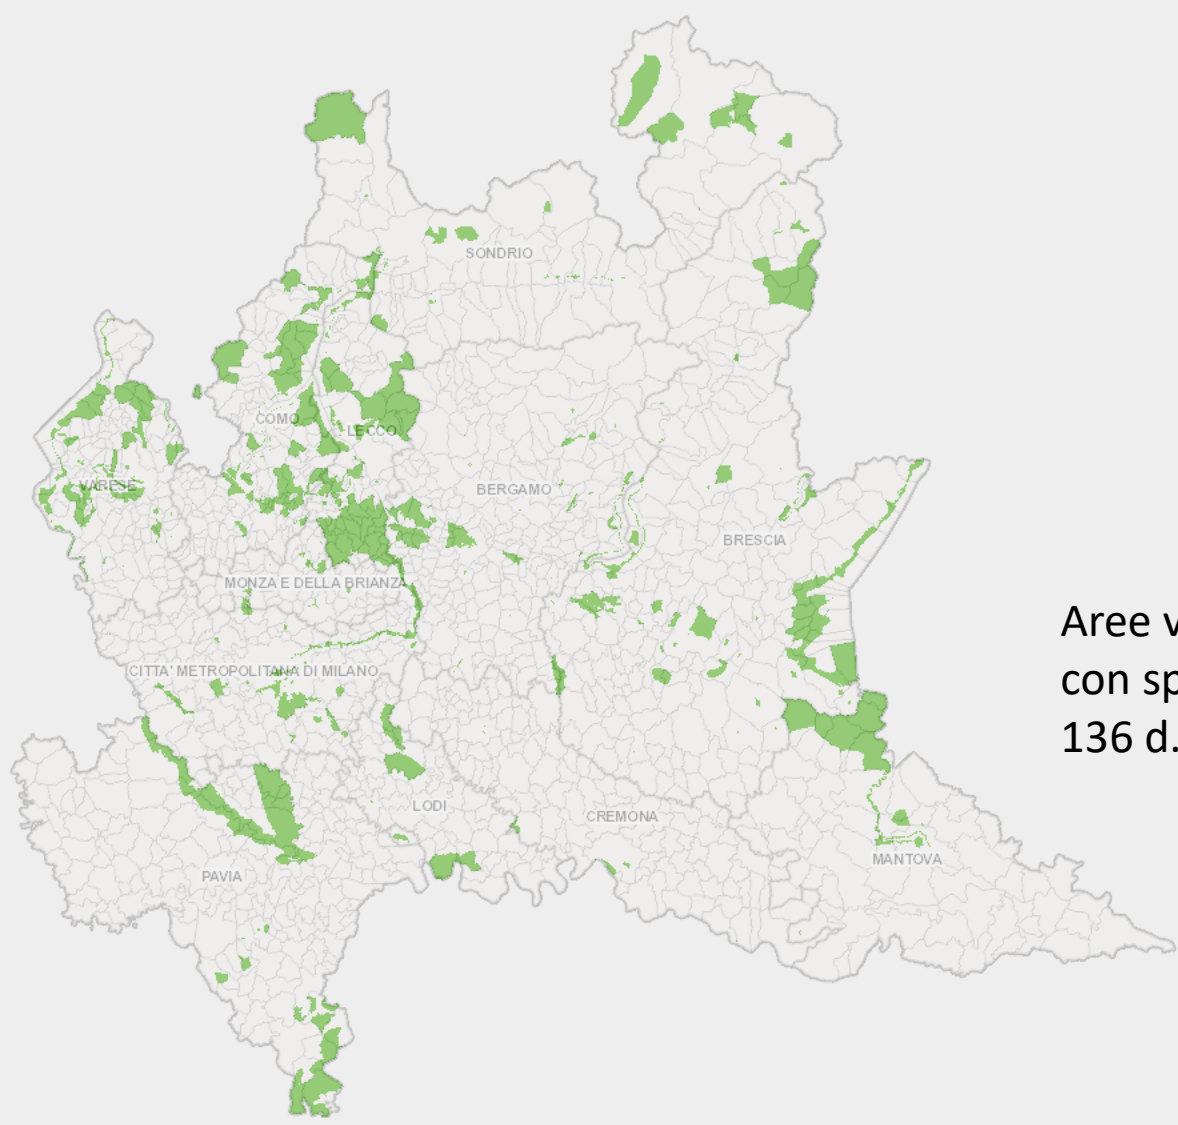 SONDRIO
COMO
LECCO
VARESE
BERGAMO
BRESCIA
MONZA E DELLA BRIANZA
CITTA' METROPOLITANA DI MILANO
LODI
CREMONA
MANTOVA
PAVIA
Aree v
con sp
136 d.